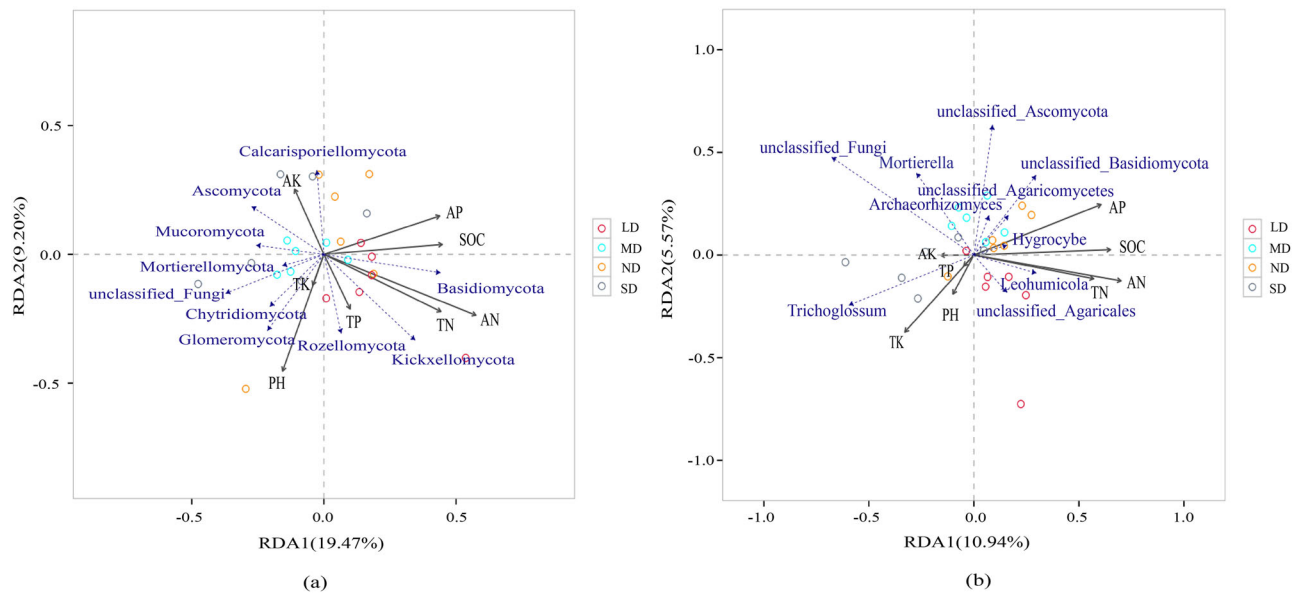 Calcarisporiellomycota
AK
Ascomycota
AP
Mucoromycota
SOC
Mortierellomycota
TK
Basidiomycota
unclassified_Fungi
Chytridiomycota
TP
TN
AN
Glomeromycota
Rozellomycota
Kickxellomycota
PH
0.5
0.0
-0.5
RDA2(9.20%)
-0.5
0.0
0.5
RDA1(19.47%)
LD
MD
ND
SD
(a)
unclassified_Ascomycota
unclassified_Fungi
Mortierella
unclassified_Basidiomycota
unclassified_Agaricomycetes
Archaeorhizomyces
AP
Hygrocybe
SOC
AK
TP
Leohumicola
TN
AN
Trichoglossum
PH
unclassified_Agaricales
TK
1.0
0.5
0.0
-0.5
-1.0
RDA2(5.57%)
-1.0
-0.5
0.0
0.5
1.0
RDA1(10.94%)
LD
MD
ND
SD
(b)